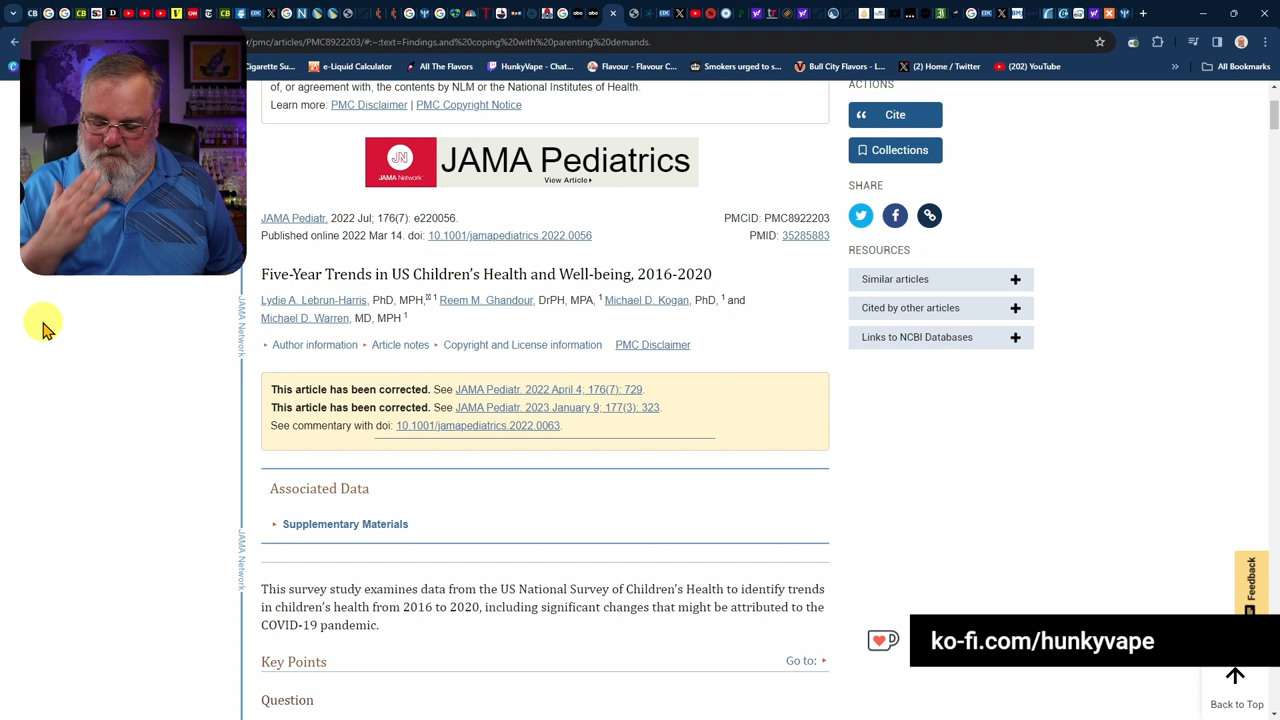 /pmc/articles/PMC8922203/#:~:text=Findings,and%20coping%20with%20parenting%20demands.
igarette Su...
e-Liquid Calculator
All The Flavors
HunkyVape - Chat...
Flavour – Flavour C...
Smokers urged to s...
Bull City Flavors - L...
(2) Home / Twitter
(202) YouTube
»
All Bookmarks
of, or agreement with, the contents by NLM or the National Institutes of Health.
Learn more: PMC Disclaimer | PMC Copyright Notice
JN
JAMA Network
JAMA Pediatrics
View Article
JAMA Pediatr. 2022 Jul; 176(7): e220056.
PMCID: PMC8922203
Published online 2022 Mar 14. doi: 10.1001/jamapediatrics.2022.0056
PMID: 35285883
Five-Year Trends in US Children’s Health and Well-being, 2016-2020
Lydie A. Lebrun-Harris, PhD, MPH, 1 Reem M. Ghandour, DrPH, MPA, 1 Michael D. Kogan, PhD, 1 and
Michael D. Warren, MD, MPH 1
Author information Article notes Copyright and License information PMC Disclaimer
This article has been corrected. See JAMA Pediatr. 2022 April 4; 176(7): 729.
This article has been corrected. See JAMA Pediatr. 2023 January 9; 177(3): 323.
See commentary with doi: 10.1001/jamapediatrics.2022.0063.
Associated Data
Supplementary Materials
This survey study examines data from the US National Survey of Children’s Health to identify trends
in children’s health from 2016 to 2020, including significant changes that might be attributed to the
COVID-19 pandemic.
Key Points
Go to:
Question
JAMA Network
JAMA Network
ACTIONS
Cite
Collections
SHARE
RESOURCES
Similar articles
Cited by other articles
Links to NCBI Databases
Feedback
ko-fi.com/hunkyvape
Back to Top